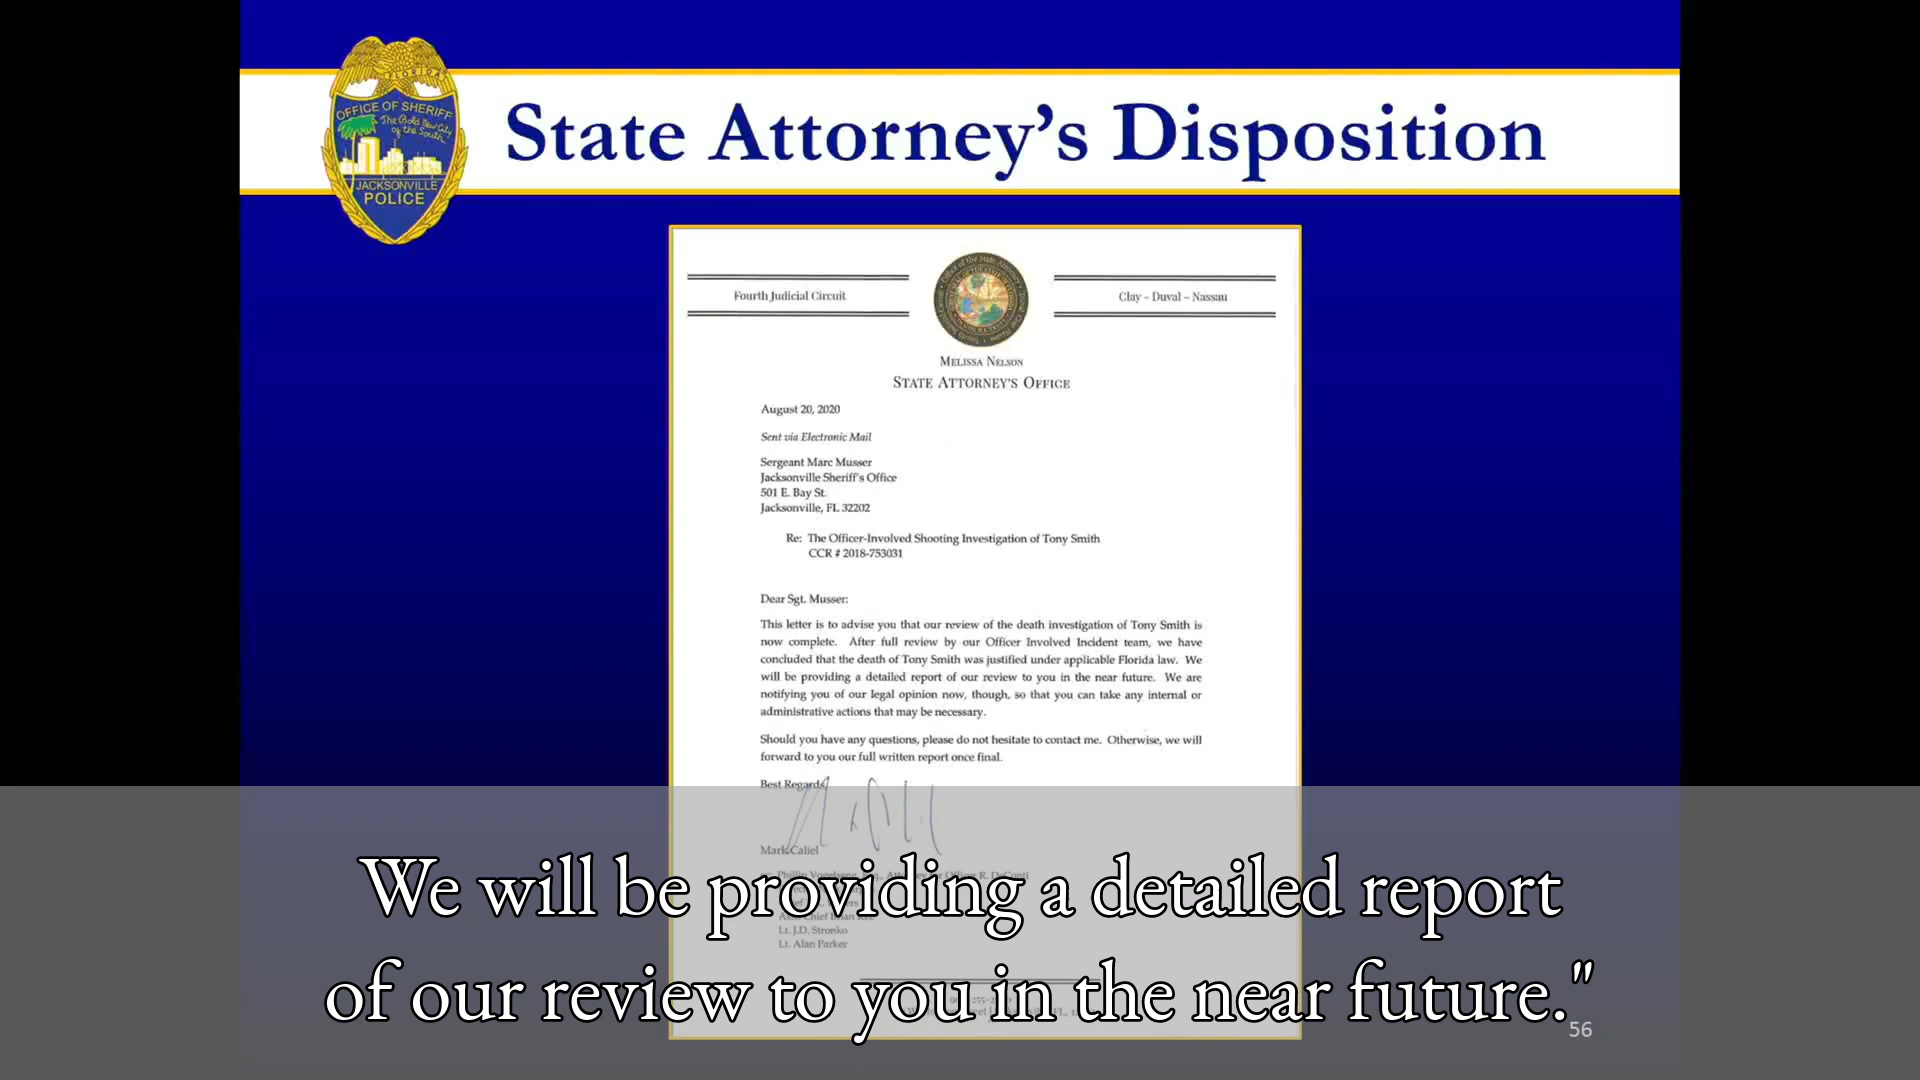 FLORIDA
OFFICE OF SHERIFF
The Bold New City
of the South
JACKSONVILLE
POLICE
State Attorney's Disposition
Fourth Judicial Circuit
Clay – Duval – Nassau
MELISSA NELSON
STATE ATTORNEY'S OFFICE
August 20, 2020
Sent via Electronic Mail
Sergeant Marc Musser
Jacksonville Sheriff's Office
501 E. Bay St.
Jacksonville, FL 32202
Re: The Officer-Involved Shooting Investigation of Tony Smith
CCR # 2018-753031
Dear Sgt. Musser:
This letter is to advise you that our review of the death investigation of Tony Smith is
now complete. After full review by our Officer Involved Incident team, we have
concluded that the death of Tony Smith was justified under applicable Florida law. We
will be providing a detailed report of our review to you in the near future. We are
notifying you of our legal opinion now, though, so that you can take any internal or
administrative actions that may be necessary.
Should you have any questions, please do not hesitate to contact me. Otherwise, we will
forward to you our full written report once final.
Best Regards,
Mark Caliel
Lt. J.D. Stronko
Lt. Alan Parker
We will be providing a detailed report
of our review to you in the near future."
56